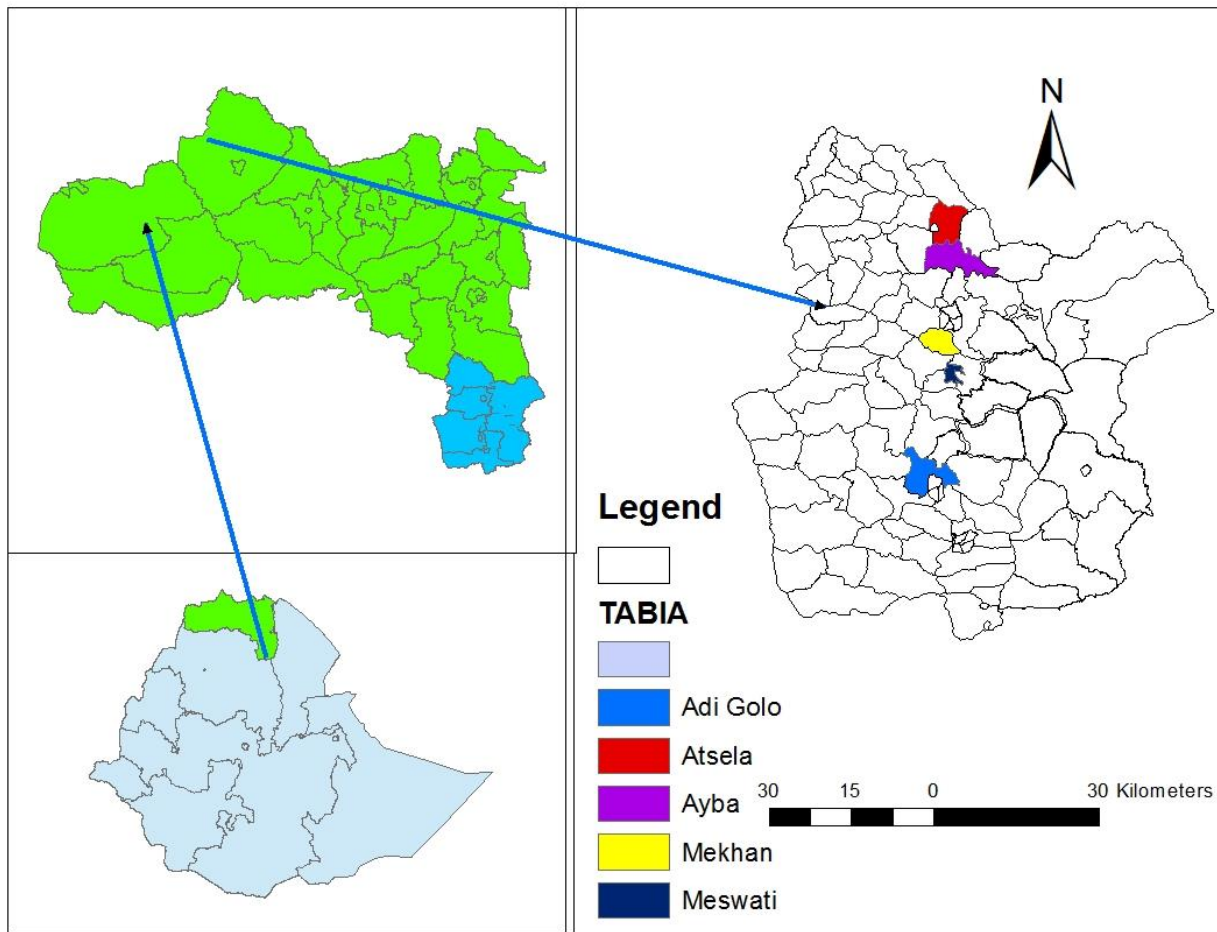 N
Legend
TABIA
Adi Golo
Atsela
Ayba
Mekhan
Meswati
30 15 0 30 Kilometers